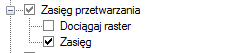 Zasięg przetwarzania
Dociągaj raster
Zasięg